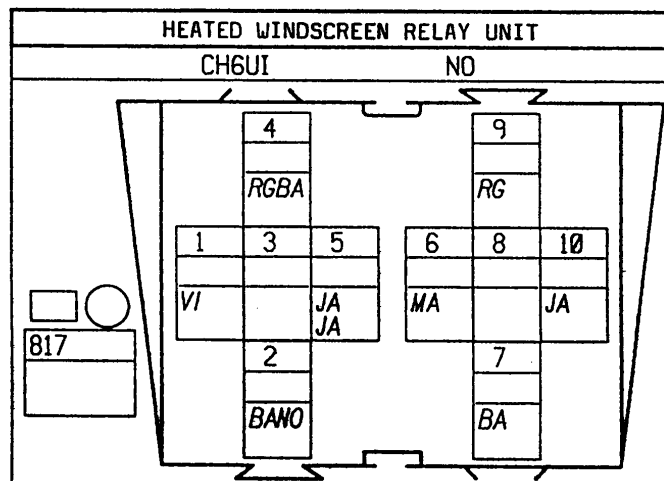 HEATED WINDSCREEN RELAY UNIT
CH6UI NO
4 9
RGBA RG
1 3 5 6 8 10
VI JA MA JA
JA
817
2 7
BANO BA